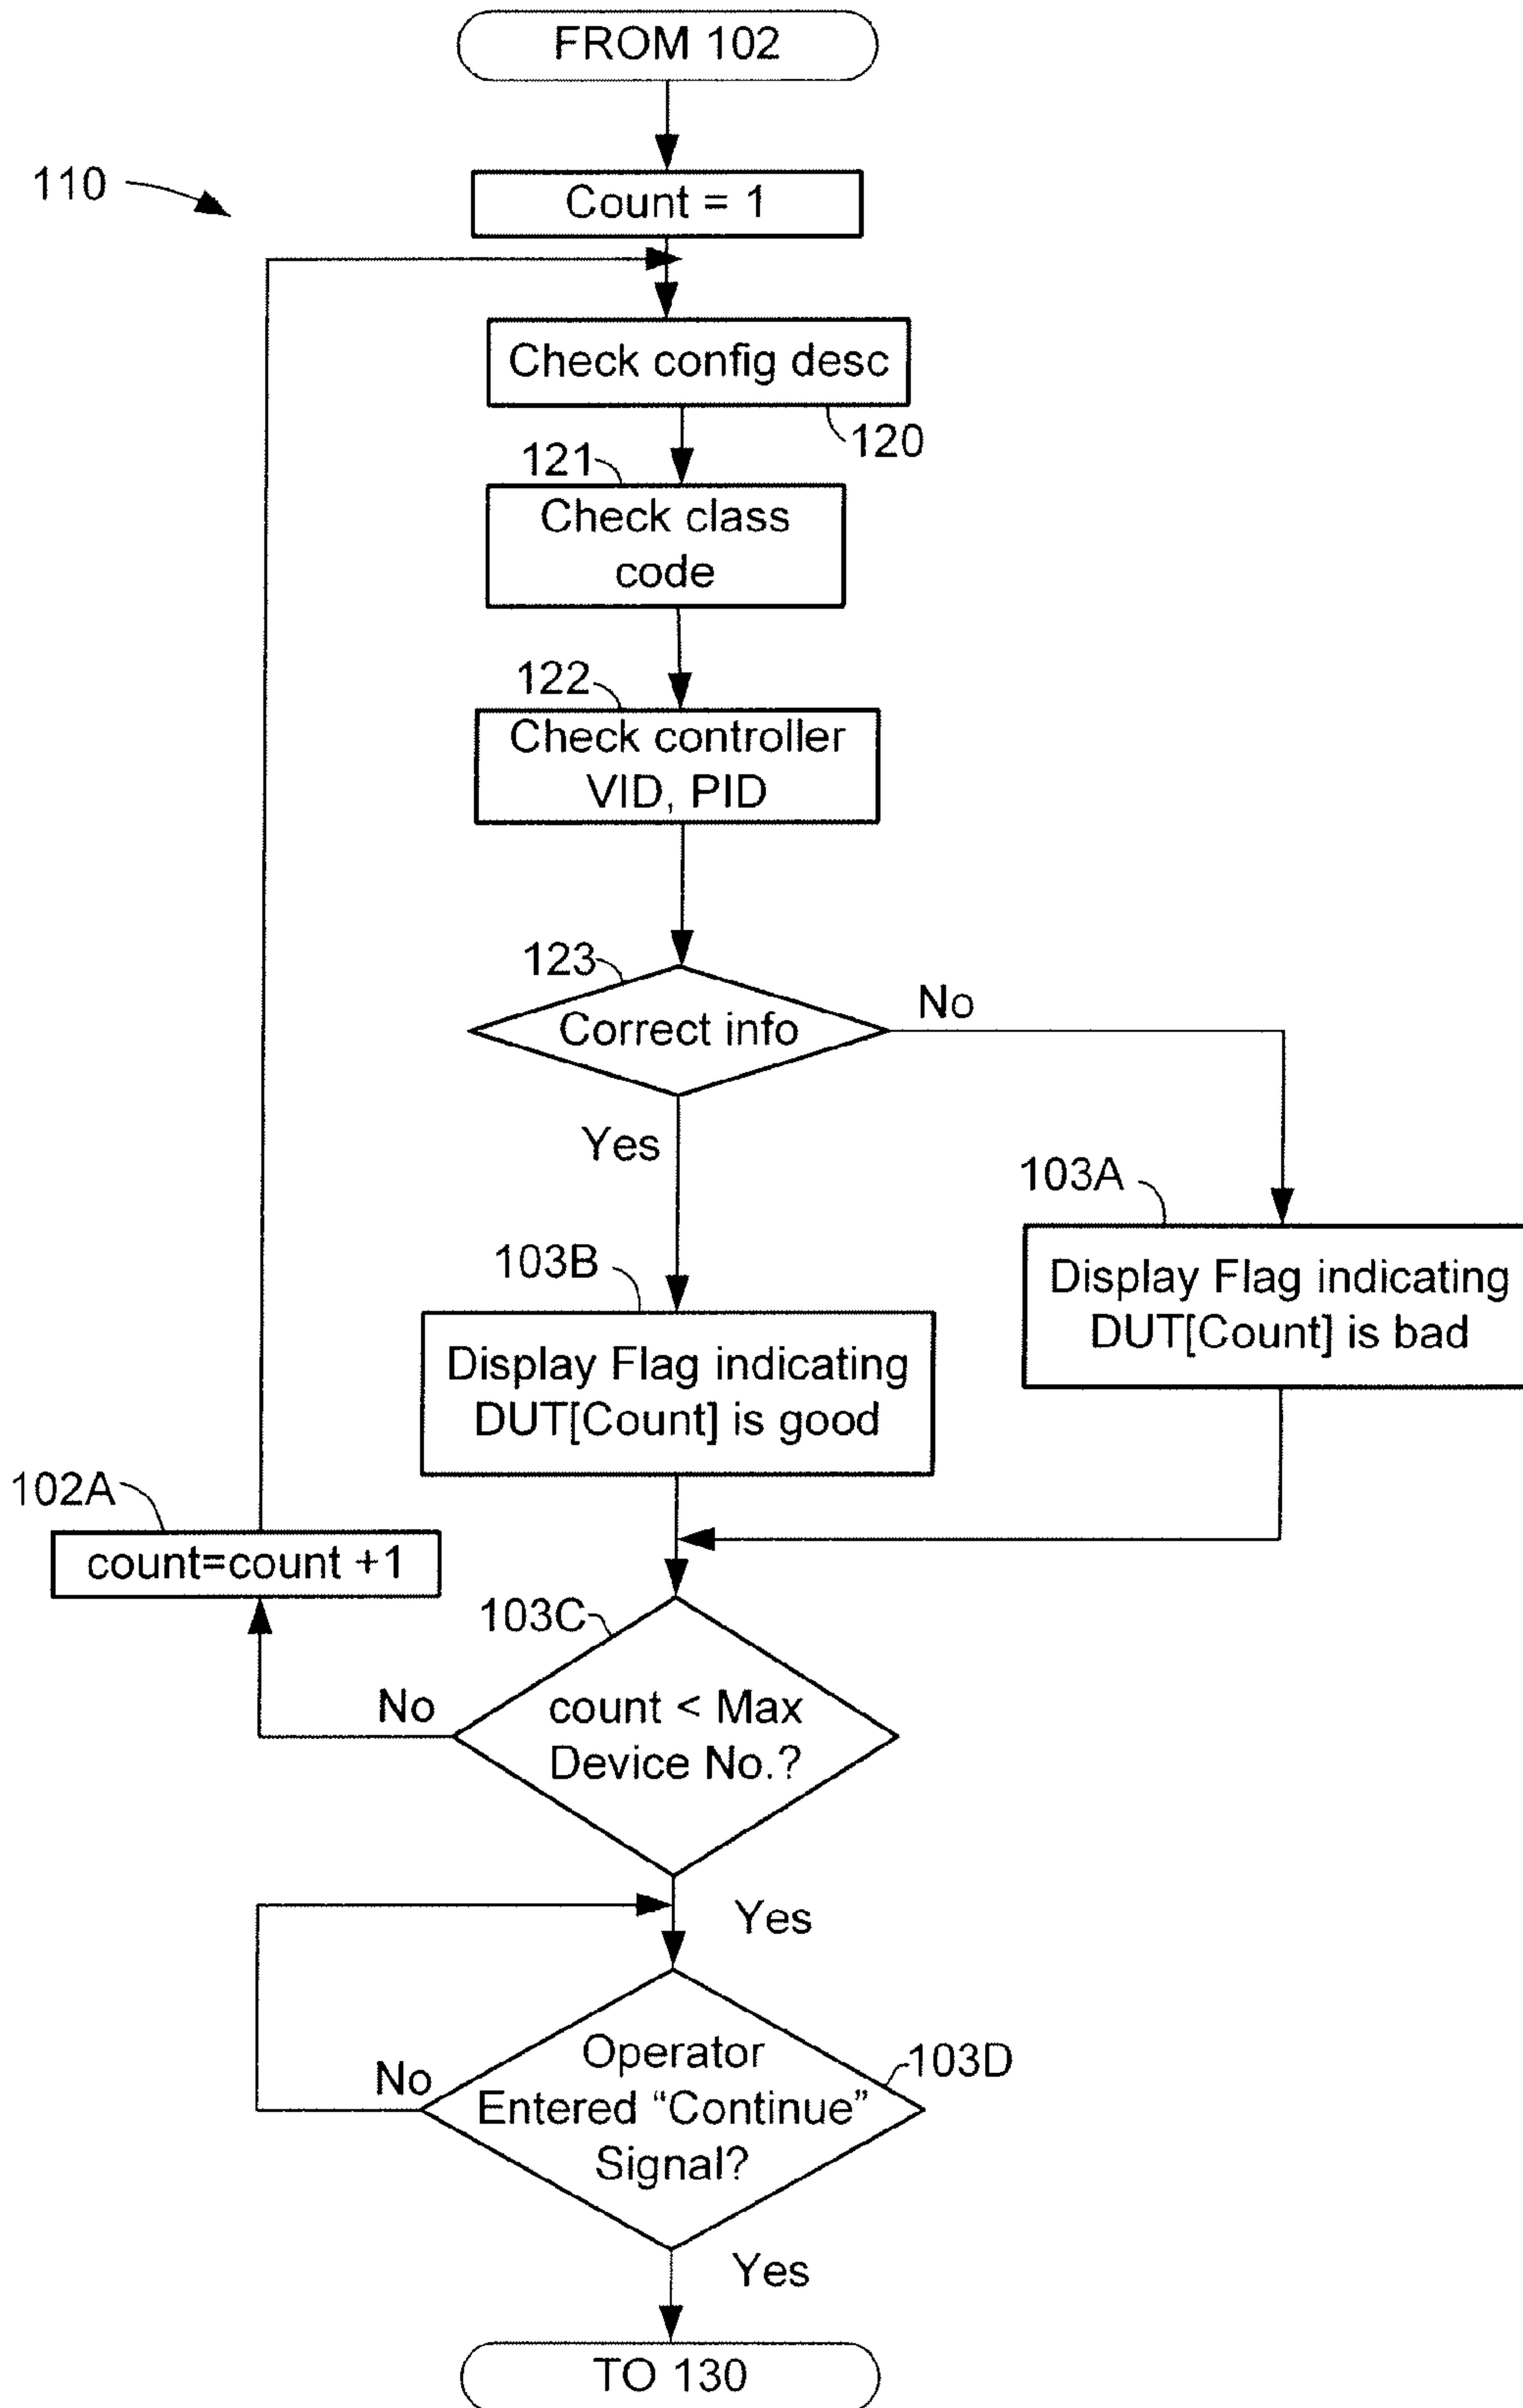 FROM 102
110
Count = 1
Check config desc
120
121
Check class
code
122
Check controller
VID, PID
123
Correct info
No
Yes
103A
Display Flag indicating
DUT[Count] is bad
103B
Display Flag indicating
DUT[Count] is good
102A
count=count +1
103C
count < Max
Device No.?
No
Yes
Operator
Entered “Continue”
Signal?
103D
No
Yes
TO 130